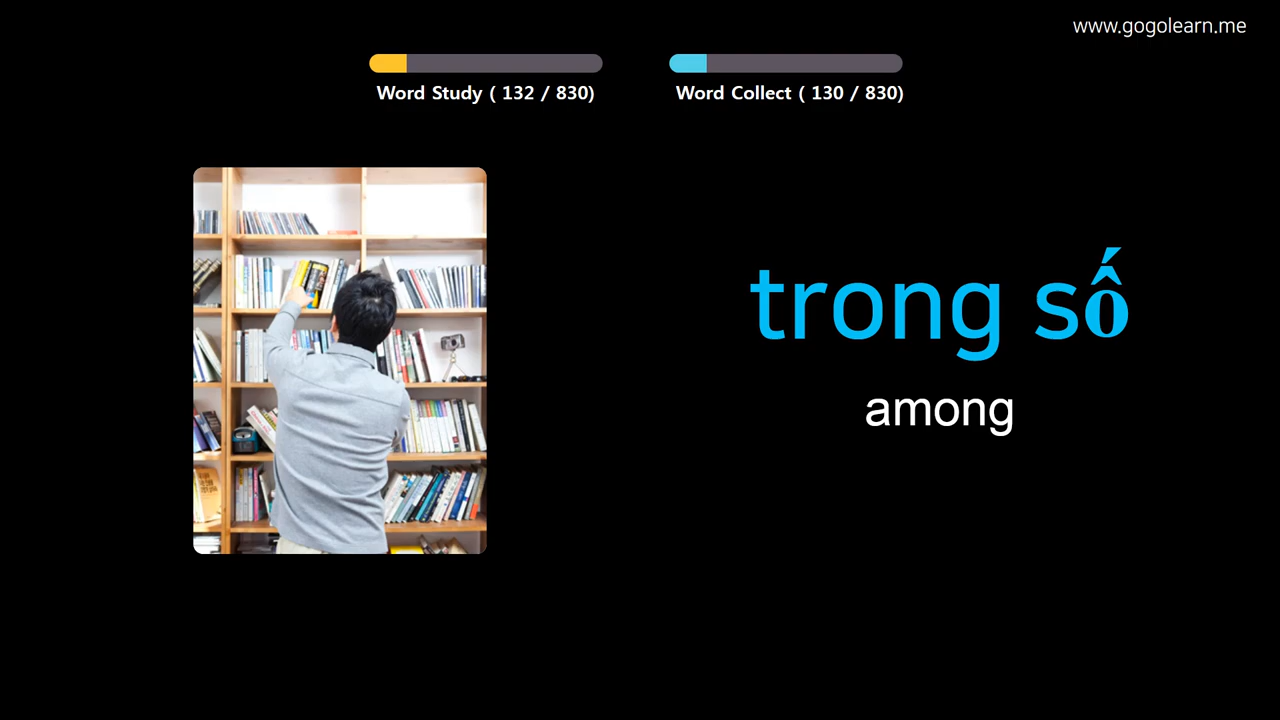 www.gogolearn.me
Word Study ( 132 / 830)
Word Collect ( 130 / 830)
trong số
among